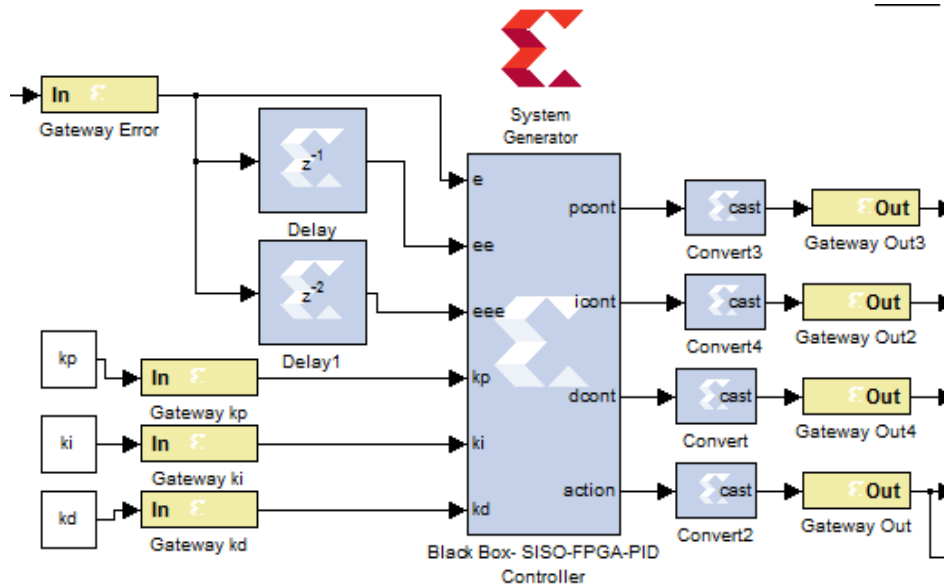 In
Gateway Error
System
Generator
z-1
Delay
z-2
Delay1
e
ee
eee
kp
ki
kd
pcont
icont
dcont
action
Black Box- SISO-FPGA-PID
Controller
kp
In
Gateway kp
ki
In
Gateway ki
kd
In
Gateway kd
cast
Convert3
Out
Gateway Out3
cast
Convert4
Out
Gateway Out2
cast
Convert
Out
Gateway Out4
cast
Convert2
Out
Gateway Out